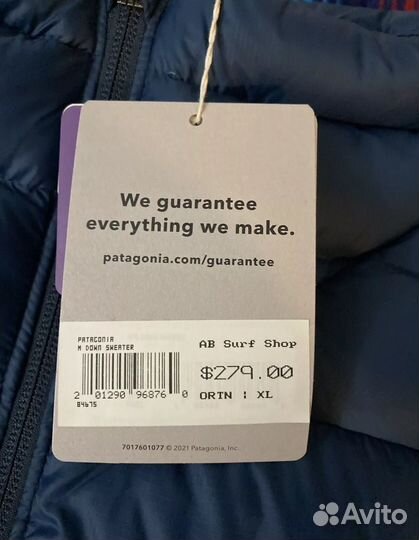 We guarantee
everything we make.
patagonia.com/guarantee
PATAGONIA
M DOWN SWEATER
AB Surf Shop
$279.00
2 01290 96876 0
ORTN | XL
84675
7017601077 © 2021 Patagonia, Inc.
Avito